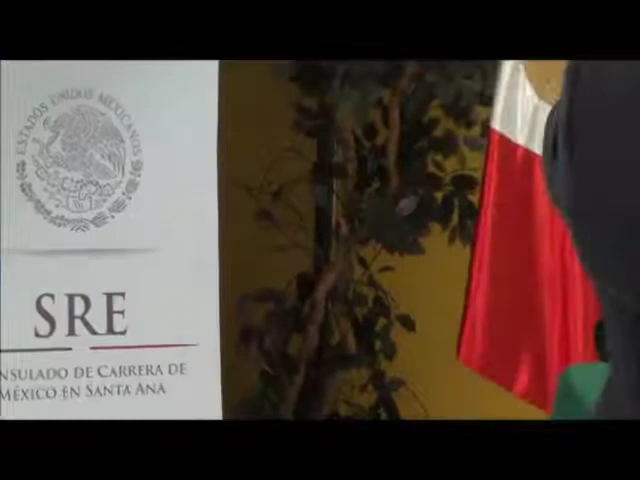 ESTADOS UNIDOS MEXICANOS
SRE
NSULADO DE CARRERA DE
MÉXICO EN SANTA ANA